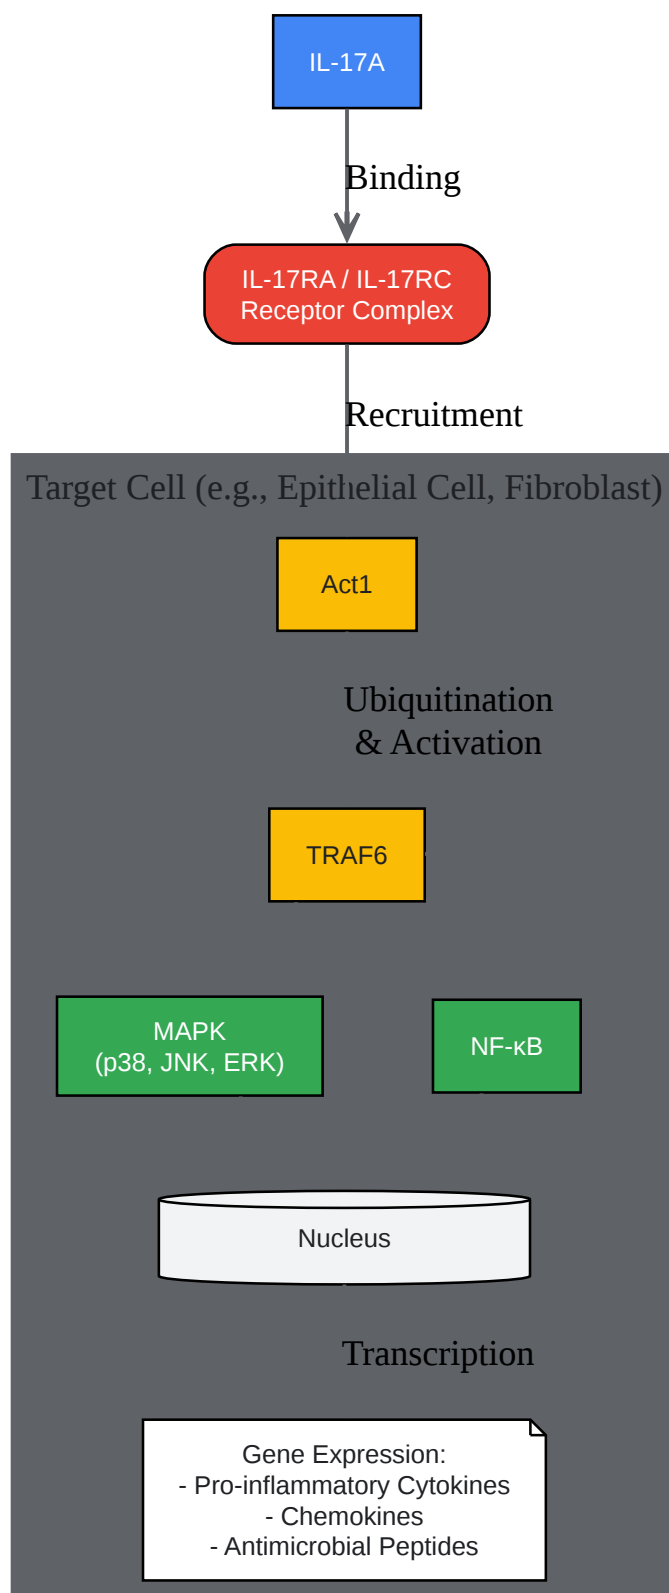 IL-17A
Binding
IL-17RA / IL-17RC
Receptor Complex
Recruitment
Target Cell (e.g., Epithelial Cell, Fibroblast)
Act1
Ubiquitination
& Activation
TRAF6
MAPK
(p38, JNK, ERK)
NF-κB
Nucleus
Transcription
Gene Expression:
- Pro-inflammatory Cytokines
- Chemokines
- Antimicrobial Peptides